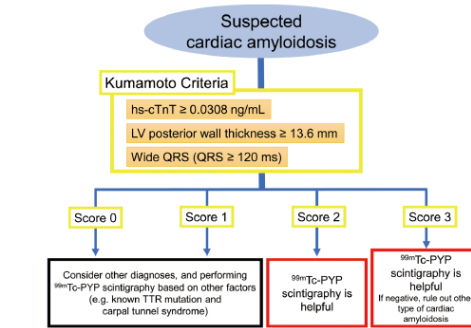 Suspected
cardiac amyloidosis
Kumamoto Criteria
hs-cTnT ≥ 0.0308 ng/mL
LV posterior wall thickness ≥ 13.6 mm
Wide QRS (QRS ≥ 120 ms)
Score 0
Score 1
Score 2
Score 3
Consider other diagnoses, and performing
⁹⁹ᵐTc-PYP scintigraphy based on other factors
(e.g. known TTR mutation and
carpal tunnel syndrome)
⁹⁹ᵐTc-PYP
scintigraphy is
helpful
⁹⁹ᵐTc-PYP
scintigraphy is
helpful
If negative, rule out other
type of cardiac
amyloidosis